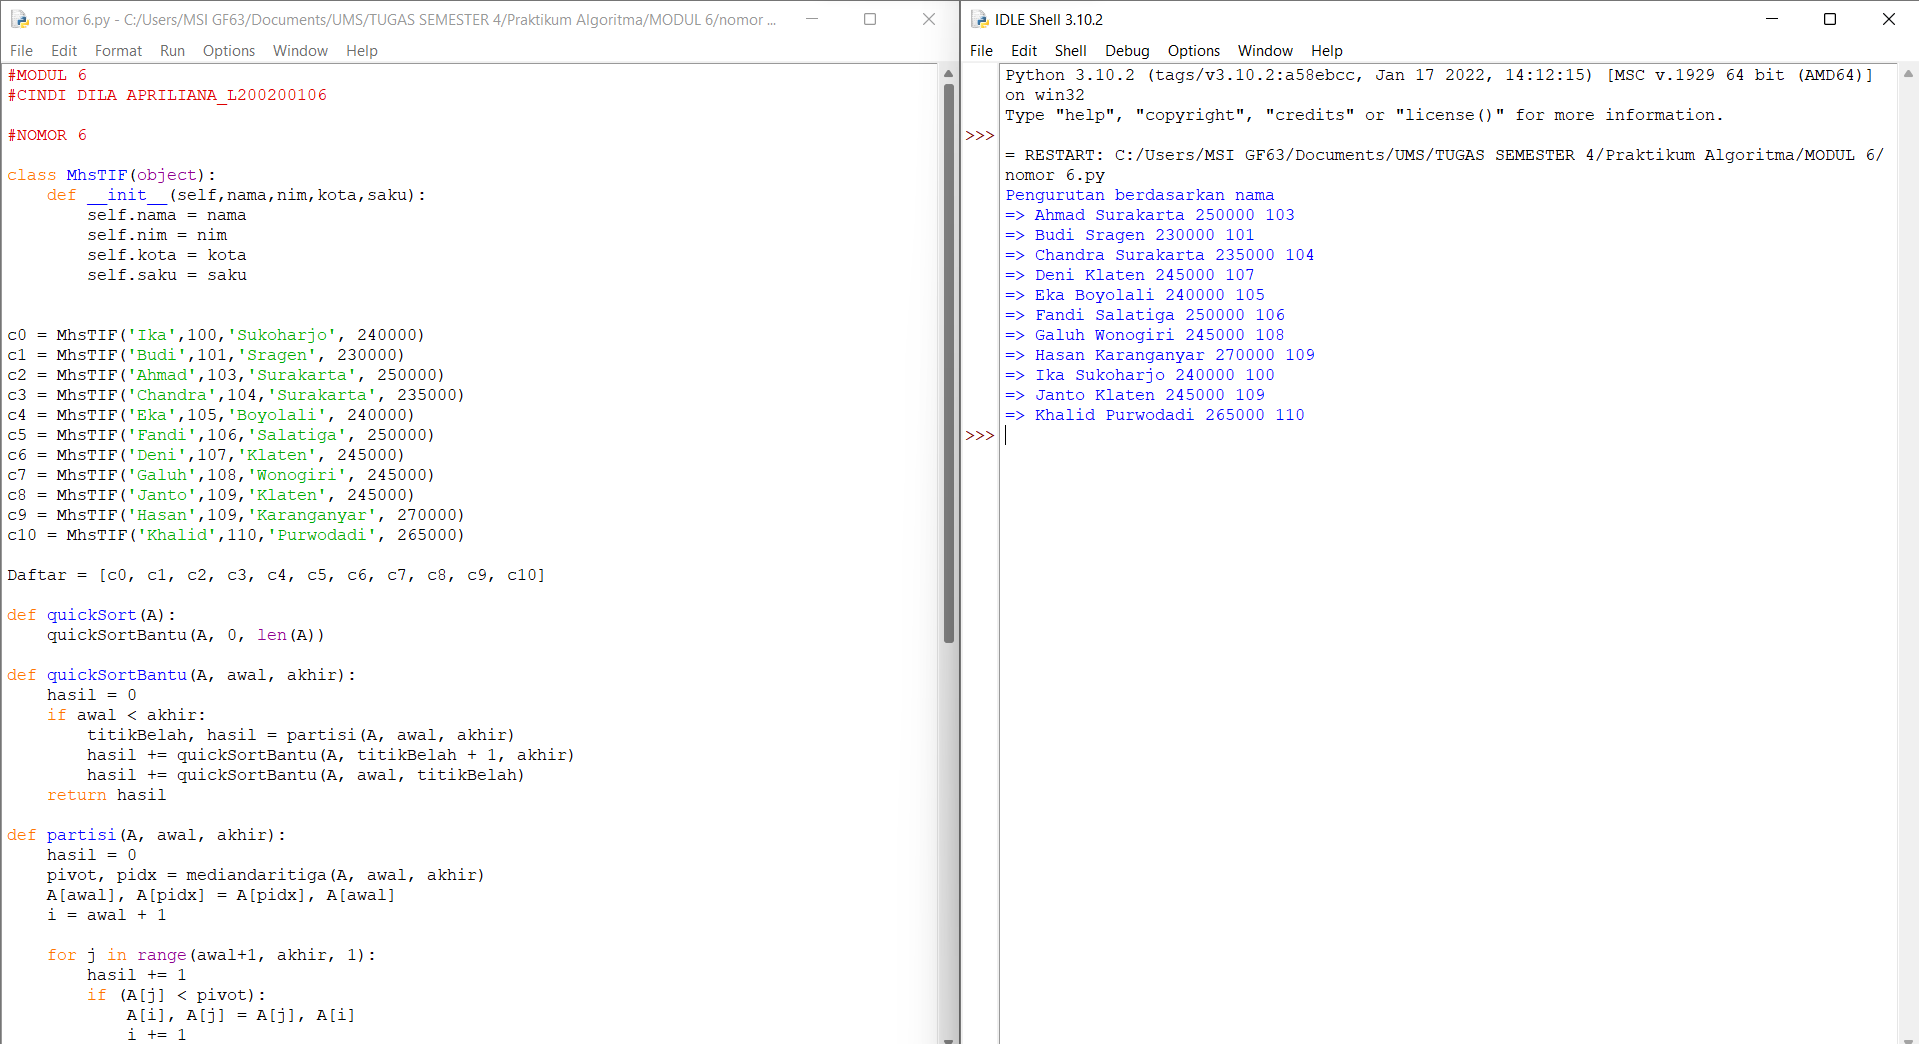 nomor 6.py - C:/Users/MSI GF63/Documents/UMS/TUGAS SEMESTER 4/Praktikum Algoritma/MODUL 6/nomor ...
File Edit Format Run Options Window Help
#MODUL 6
#CINDI DILA APRILIANA_L200200106
#NOMOR 6
class MhsTIF(object):
    def __init__(self,nama,nim,kota,saku):
        self.nama = nama
        self.nim = nim
        self.kota = kota
        self.saku = saku
c0 = MhsTIF('Ika',100,'Sukoharjo', 240000)
c1 = MhsTIF('Budi',101,'Sragen', 230000)
c2 = MhsTIF('Ahmad',103,'Surakarta', 250000)
c3 = MhsTIF('Chandra',104,'Surakarta', 235000)
c4 = MhsTIF('Eka',105,'Boyolali', 240000)
c5 = MhsTIF('Fandi',106,'Salatiga', 250000)
c6 = MhsTIF('Deni',107,'Klaten', 245000)
c7 = MhsTIF('Galuh',108,'Wonogiri', 245000)
c8 = MhsTIF('Janto',109,'Klaten', 245000)
c9 = MhsTIF('Hasan',109,'Karanganyar', 270000)
c10 = MhsTIF('Khalid',110,'Purwodadi', 265000)
Daftar = [c0, c1, c2, c3, c4, c5, c6, c7, c8, c9, c10]
def quickSort(A):
    quickSortBantu(A, 0, len(A))
def quickSortBantu(A, awal, akhir):
    hasil = 0
    if awal < akhir:
        titikBelah, hasil = partisi(A, awal, akhir)
        hasil += quickSortBantu(A, titikBelah + 1, akhir)
        hasil += quickSortBantu(A, awal, titikBelah)
    return hasil
def partisi(A, awal, akhir):
    hasil = 0
    pivot, pidx = mediandaritiga(A, awal, akhir)
    A[awal], A[pidx] = A[pidx], A[awal]
    i = awal + 1
    for j in range(awal+1, akhir, 1):
        hasil += 1
        if (A[j] < pivot):
            A[i], A[j] = A[j], A[i]
            i += 1
IDLE Shell 3.10.2
File Edit Shell Debug Options Window Help
Python 3.10.2 (tags/v3.10.2:a58ebcc, Jan 17 2022, 14:12:15) [MSC v.1929 64 bit (AMD64)]
on win32
Type "help", "copyright", "credits" or "license()" for more information.
>>>
= RESTART: C:/Users/MSI GF63/Documents/UMS/TUGAS SEMESTER 4/Praktikum Algoritma/MODUL 6/
nomor 6.py
Pengurutan berdasarkan nama
=> Ahmad Surakarta 250000 103
=> Budi Sragen 230000 101
=> Chandra Surakarta 235000 104
=> Deni Klaten 245000 107
=> Eka Boyolali 240000 105
=> Fandi Salatiga 250000 106
=> Galuh Wonogiri 245000 108
=> Hasan Karanganyar 270000 109
=> Ika Sukoharjo 240000 100
=> Janto Klaten 245000 109
=> Khalid Purwodadi 265000 110
>>>